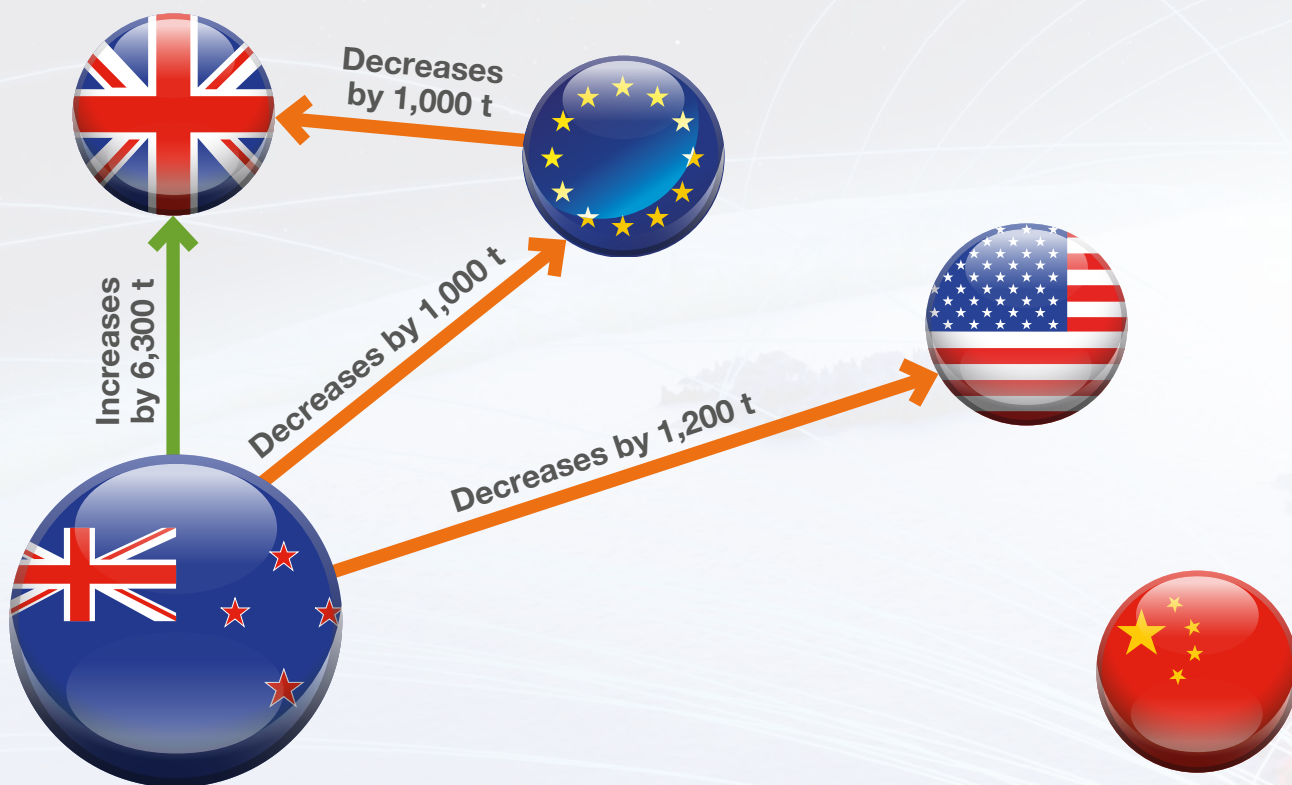 Decreases
by 1,000 t
Increases
by 6,300 t
Decreases by 1,000 t
Decreases by 1,200 t